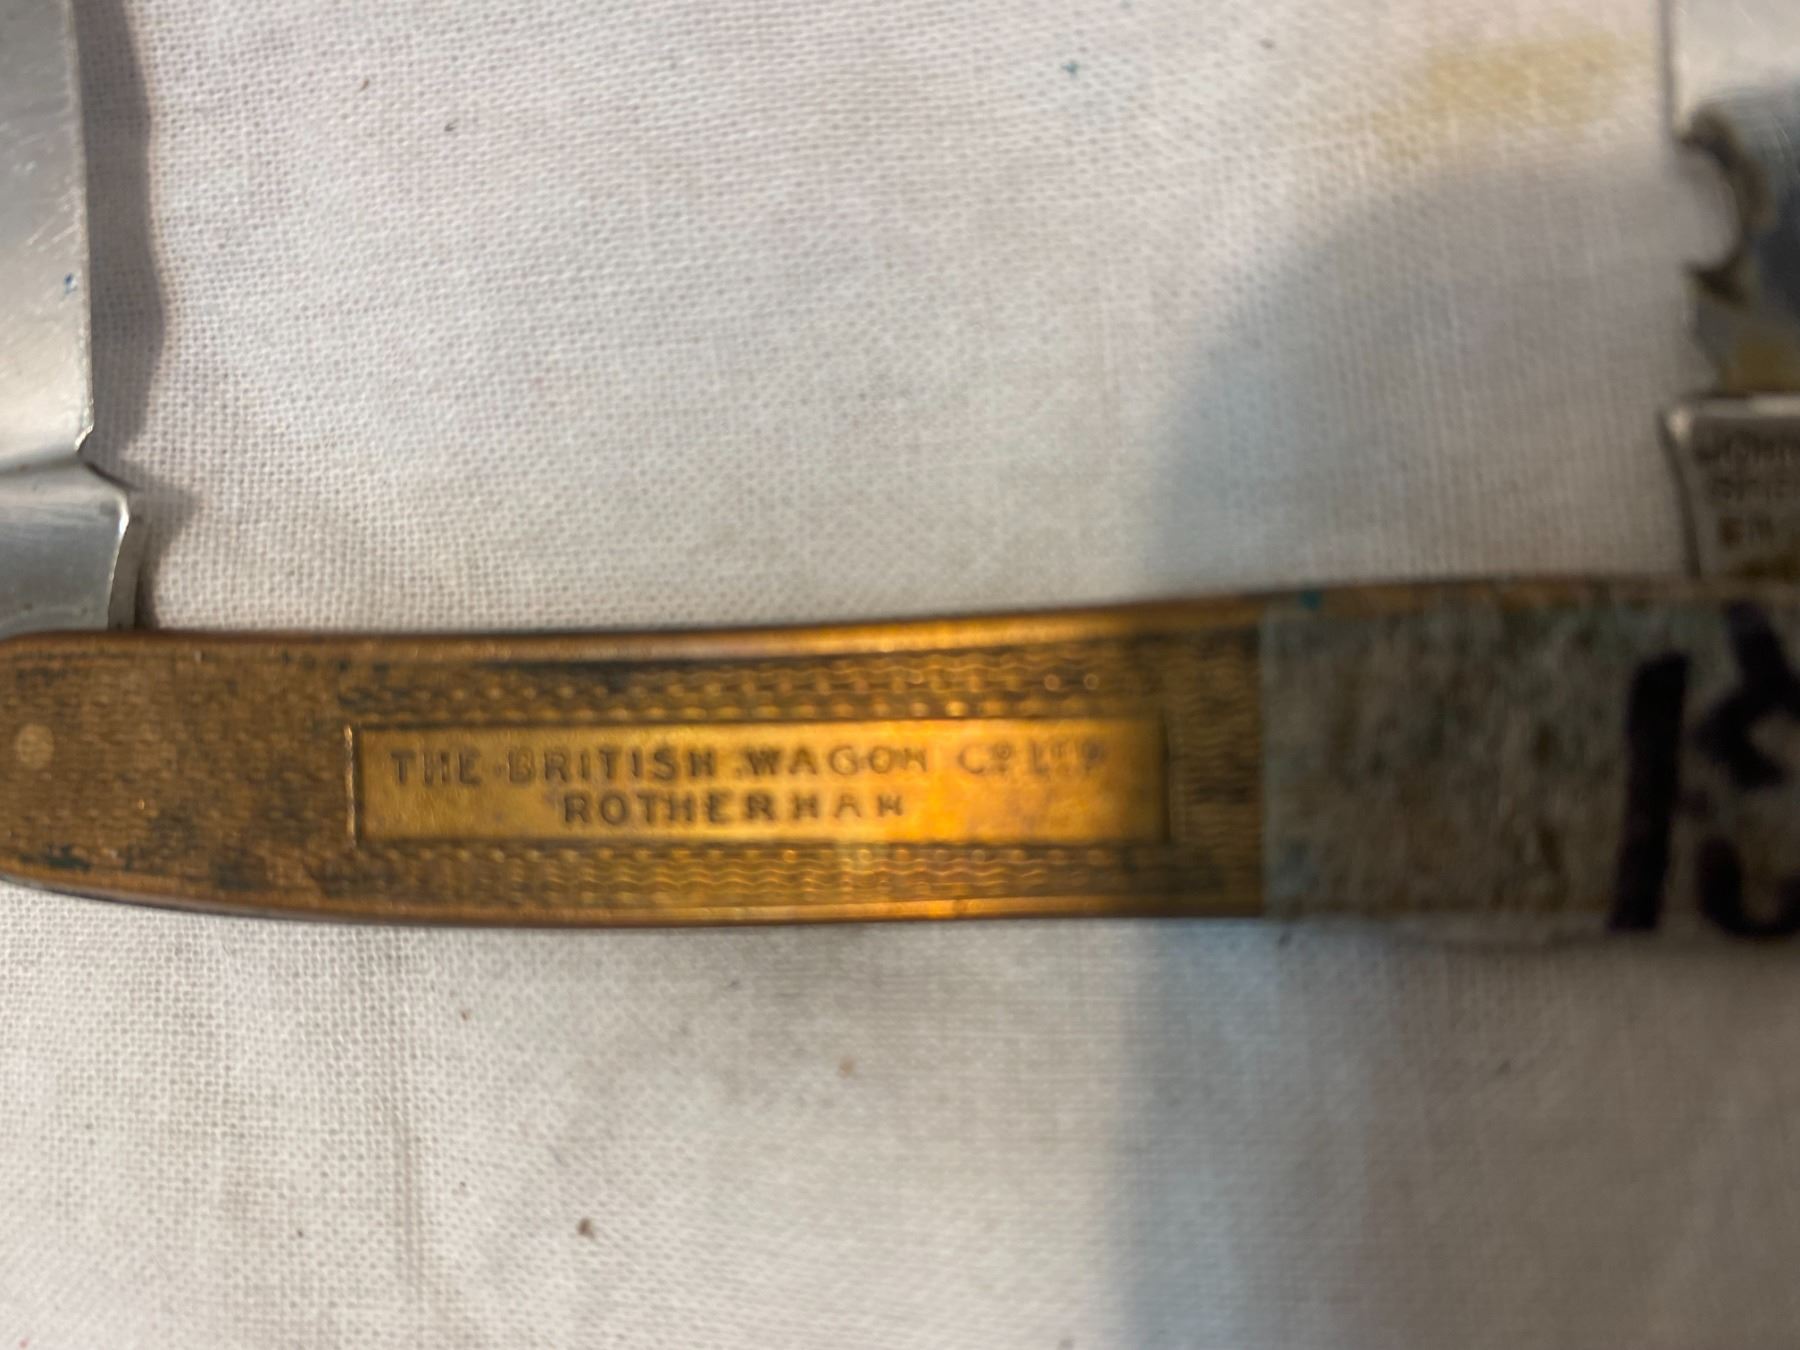 THE BRITISH WAGON Cº LTD
ROTHERHAM